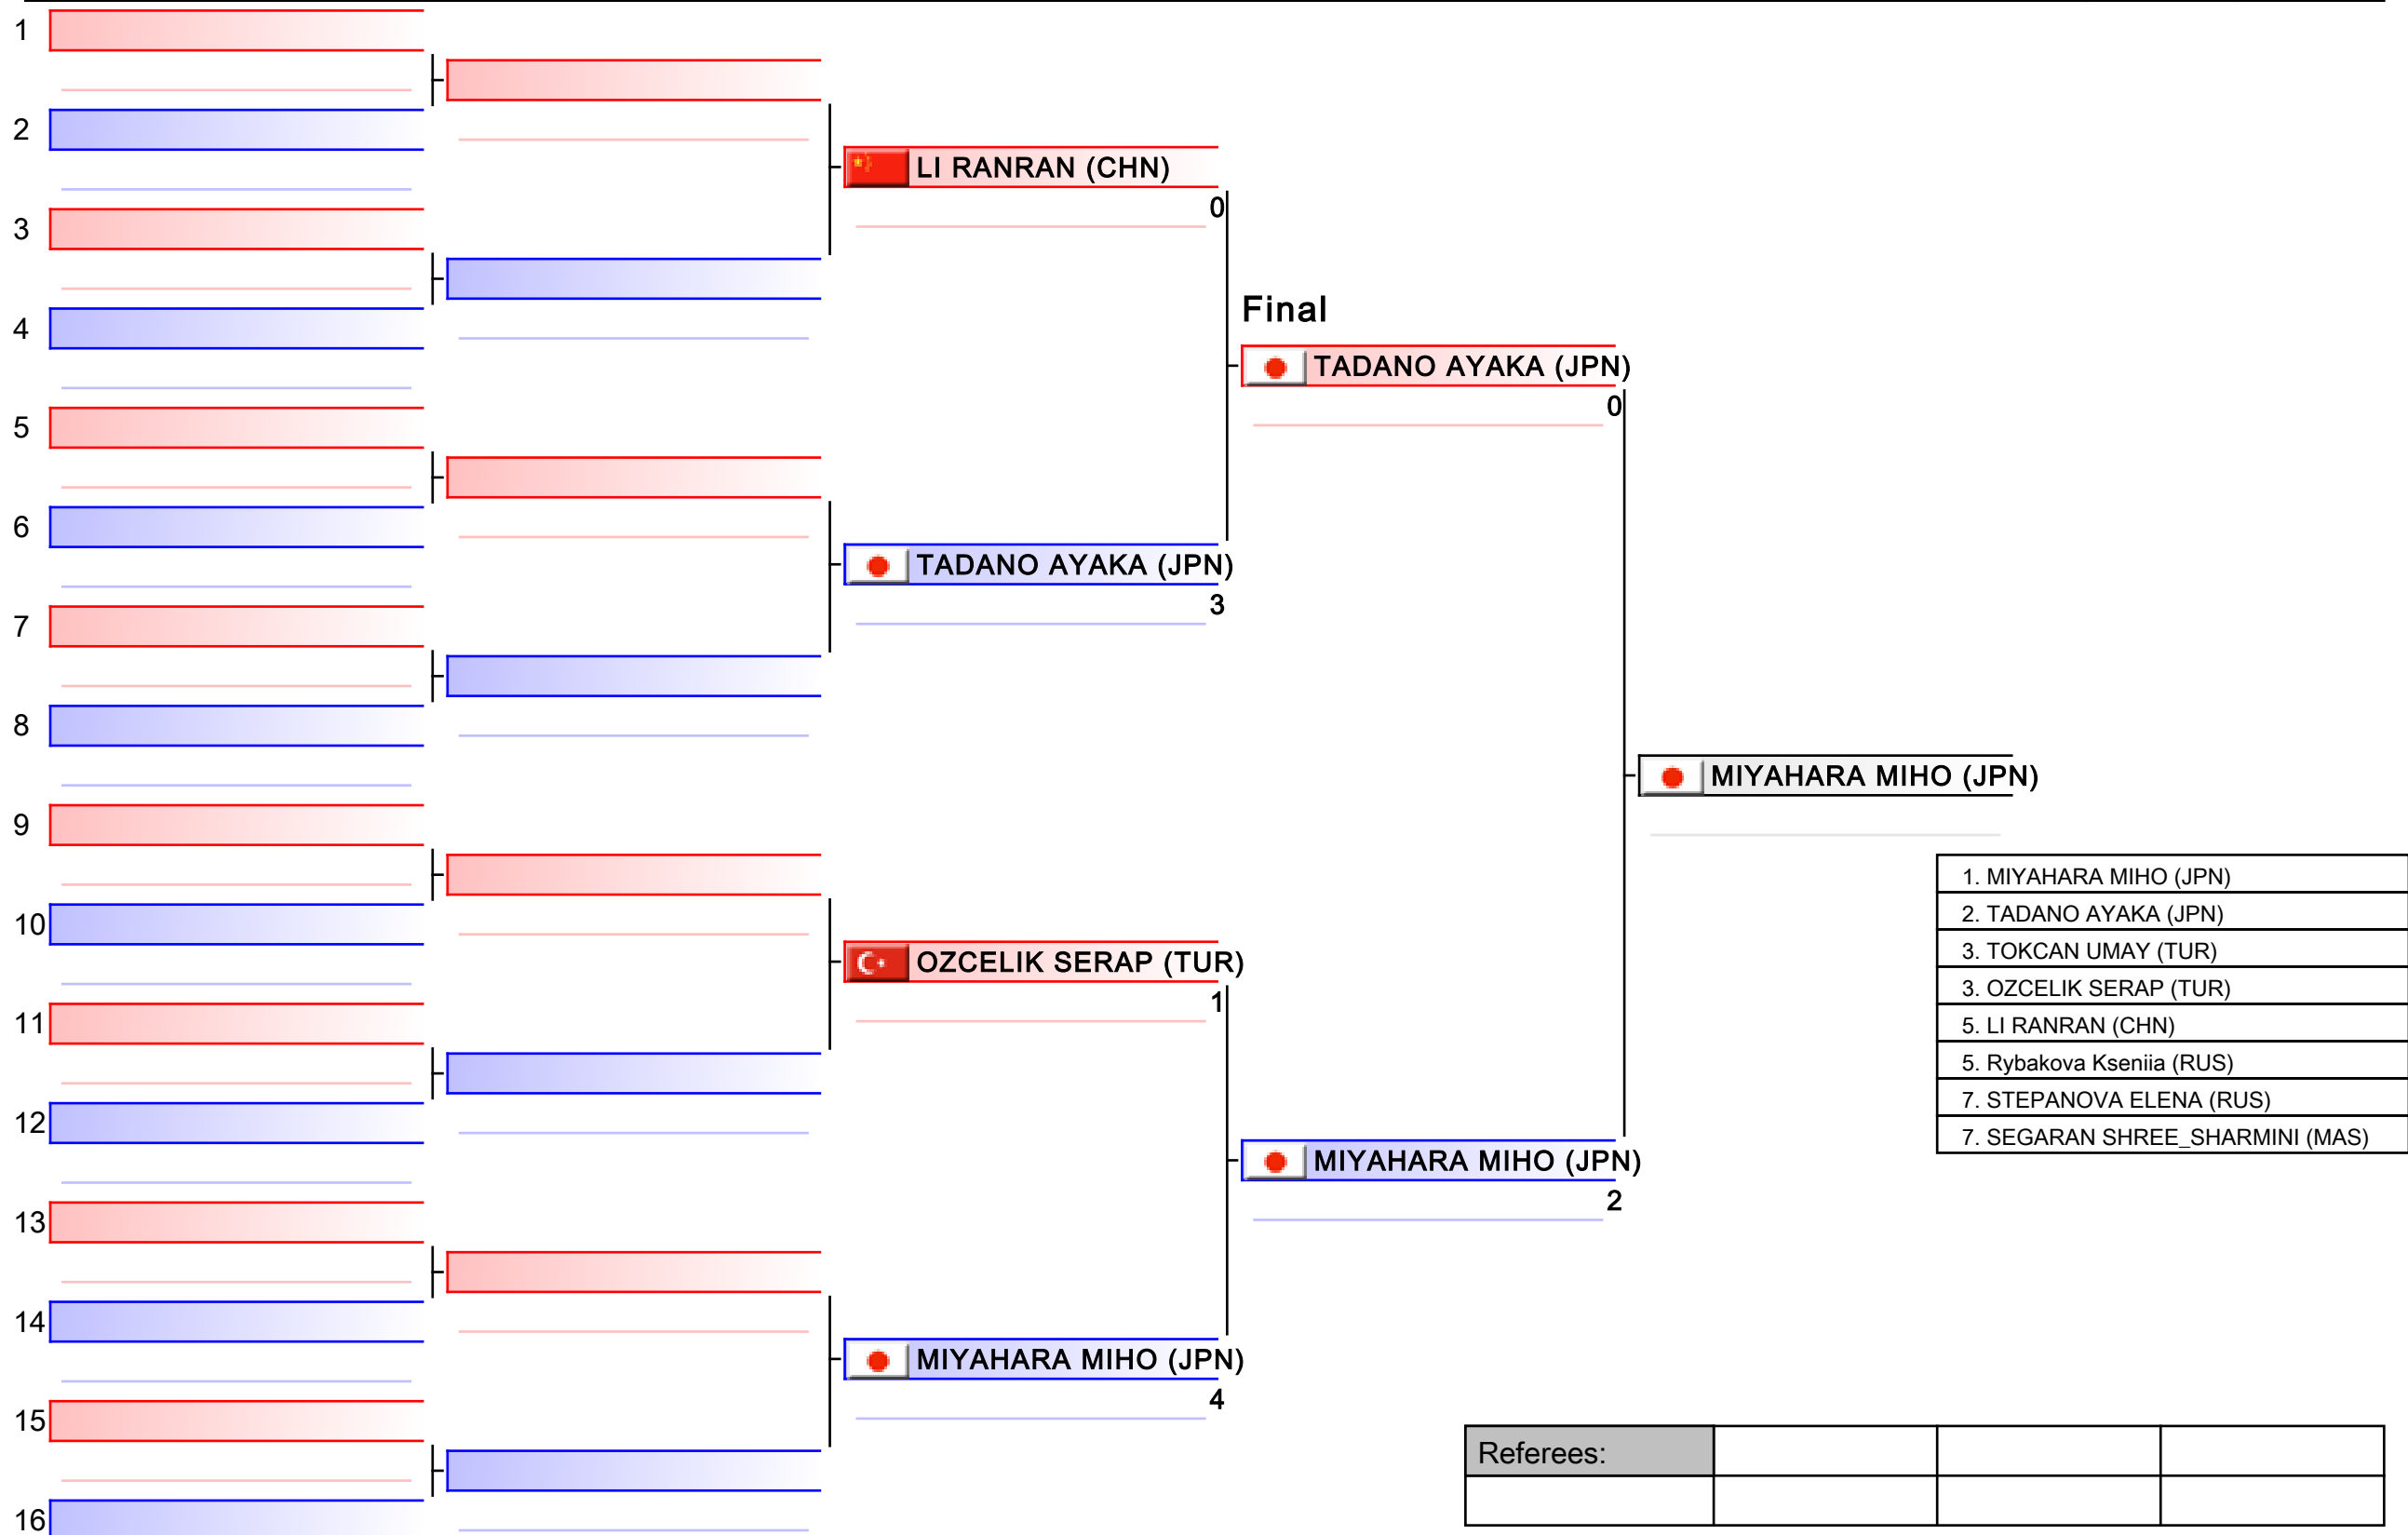 1
2
LI RANRAN (CHN)
0
3
Final
4
TADANO AYAKA (JPN)
0
5
6
TADANO AYAKA (JPN)
3
7
8
MIYAHARA MIHO (JPN)
9
1. MIYAHARA MIHO (JPN)
2. TADANO AYAKA (JPN)
3. TOKCAN UMAY (TUR)
3. OZCELIK SERAP (TUR)
5. LI RANRAN (CHN)
5. Rybakova Kseniia (RUS)
7. STEPANOVA ELENA (RUS)
7. SEGARAN SHREE_SHARMINI (MAS)
10
OZCELIK SERAP (TUR)
1
11
12
MIYAHARA MIHO (JPN)
2
13
14
MIYAHARA MIHO (JPN)
4
15
Referees:
16